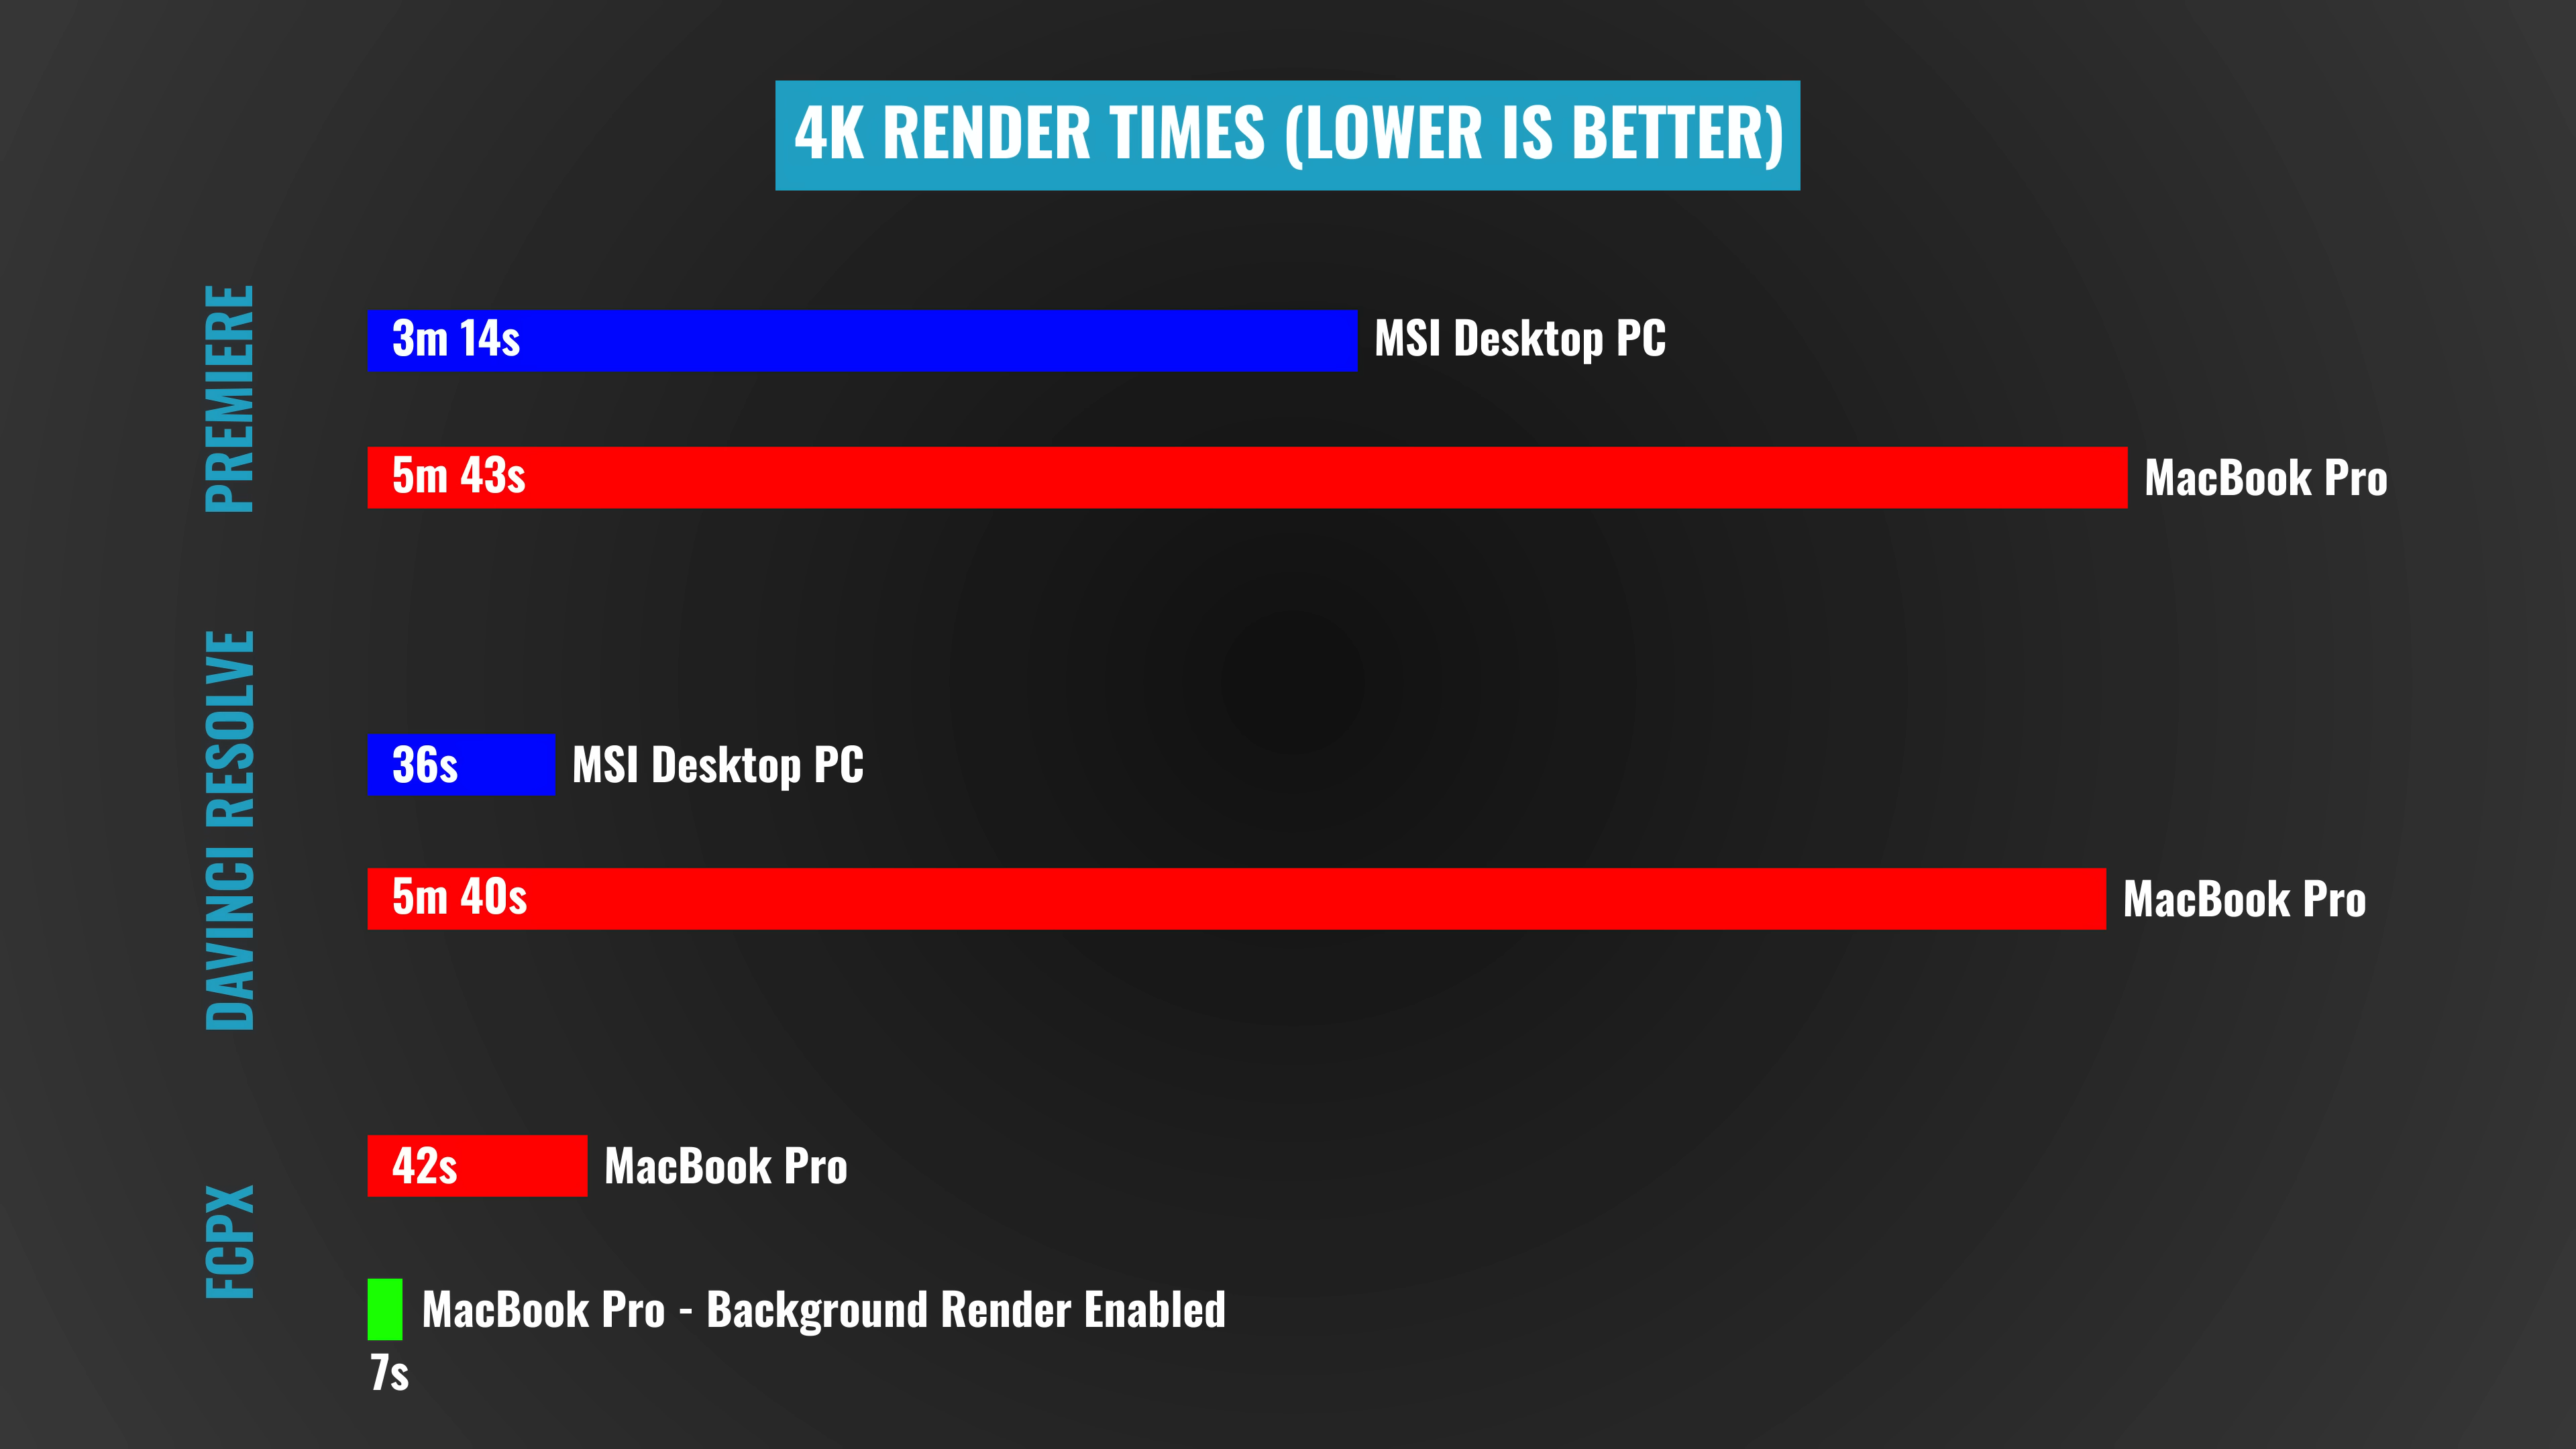 4K RENDER TIMES (LOWER IS BETTER)
PREMIERE
3m 14s MSI Desktop PC
5m 43s MacBook Pro
DAVINCI RESOLVE
36s MSI Desktop PC
5m 40s MacBook Pro
FCPX
42s MacBook Pro
MacBook Pro - Background Render Enabled
7s